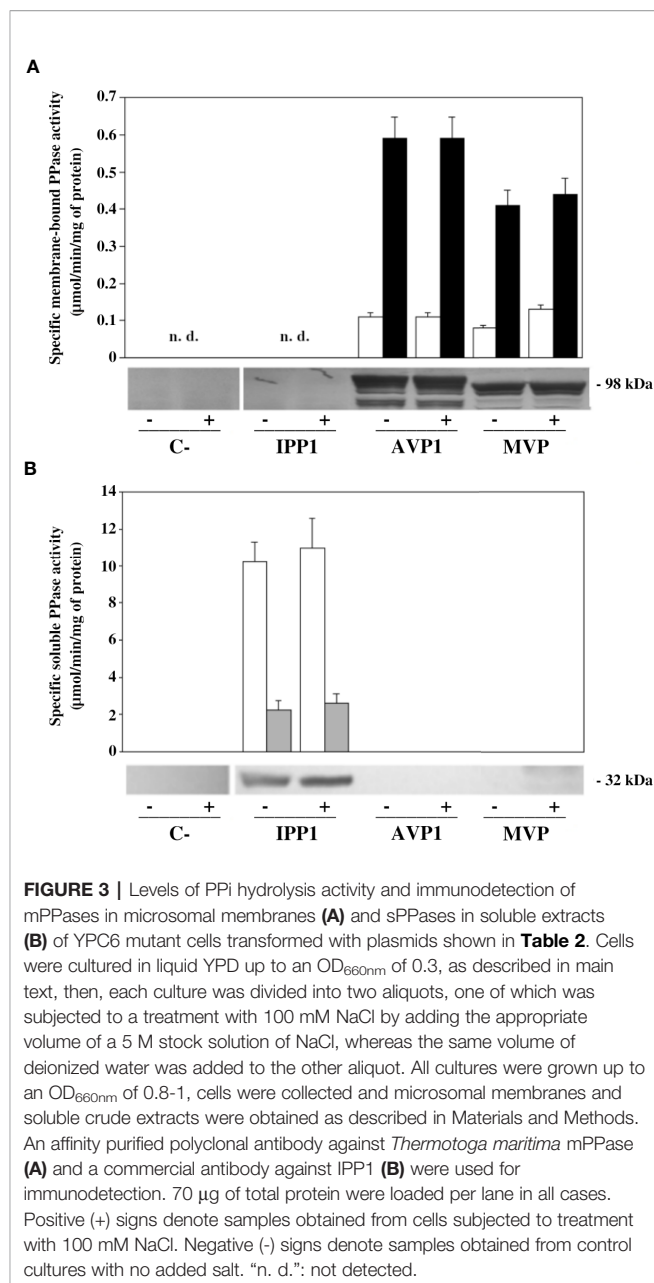 A
Specific membrane-bound PPase activity
(μmol/min/mg of protein)
0.7
0.6
0.5
0.4
0.3
0.2
0.1
0
n. d.
n. d.
- 98 kDa
- + - + - + - +
C- IPP1 AVP1 MVP
B
Specific soluble PPase activity
(μmol/min/mg of protein)
14
12
10
8
6
4
2
0
- 32 kDa
- + - + - + - +
C- IPP1 AVP1 MVP
FIGURE 3 | Levels of PPi hydrolysis activity and immunodetection of
mPPases in microsomal membranes (A) and sPPases in soluble extracts
(B) of YPC6 mutant cells transformed with plasmids shown in Table 2. Cells
were cultured in liquid YPD up to an OD660nm of 0.3, as described in main
text, then, each culture was divided into two aliquots, one of which was
subjected to a treatment with 100 mM NaCl by adding the appropriate
volume of a 5 M stock solution of NaCl, whereas the same volume of
deionized water was added to the other aliquot. All cultures were grown up to
an OD660nm of 0.8-1, cells were collected and microsomal membranes and
soluble crude extracts were obtained as described in Materials and Methods.
An affinity purified polyclonal antibody against Thermotoga maritima mPPase
(A) and a commercial antibody against IPP1 (B) were used for
immunodetection. 70 μg of total protein were loaded per lane in all cases.
Positive (+) signs denote samples obtained from cells subjected to treatment
with 100 mM NaCl. Negative (-) signs denote samples obtained from control
cultures with no added salt. “n. d.”: not detected.